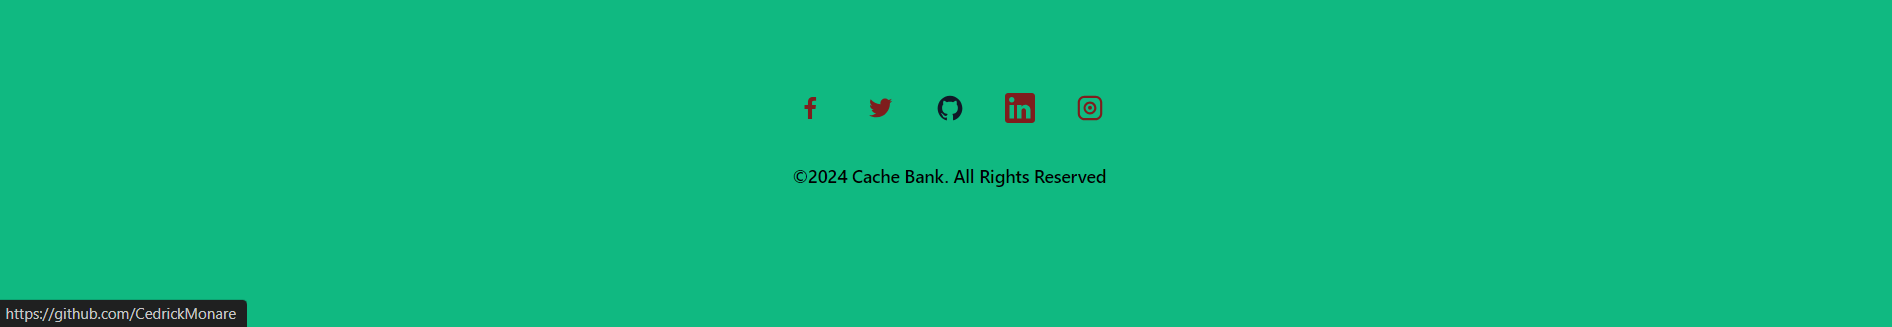 ©2024 Cache Bank. All Rights Reserved
https://github.com/CedrickMonare